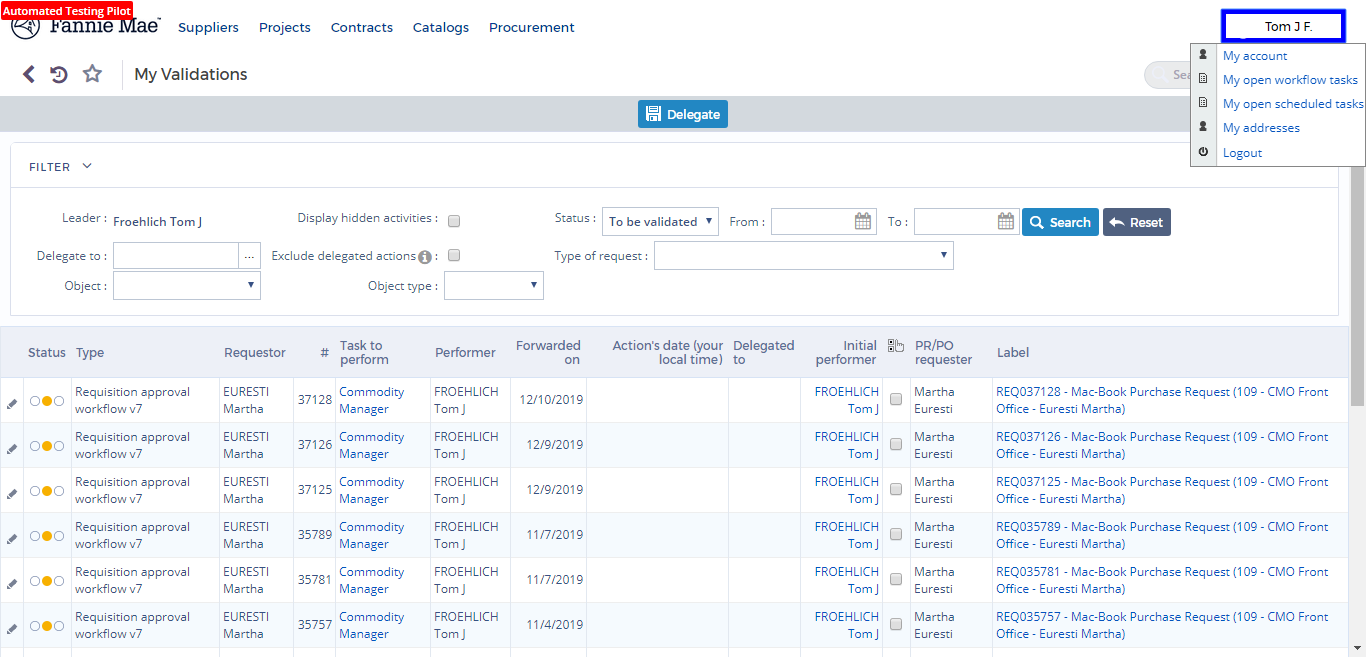 Automated Testing Pilot
Fannie Mae
Suppliers Projects Contracts Catalogs Procurement
Tom J F.
My account
My open workflow tasks
My open scheduled tasks
My addresses
Logout
My Validations
Delegate
FILTER
Leader : Froehlich Tom J Display hidden activities : Status : To be validated From : To : Search Reset
Delegate to : ... Exclude delegated actions : Type of request :
Object : Object type :
Status Type Requestor # Task to perform Performer Forwarded on Action's date (your local time) Delegated to Initial performer PR/PO requester Label
Requisition approval EURESTI 37128 Commodity FROEHLICH 12/10/2019 FROEHLICH Martha REQ037128 - Mac-Book Purchase Request (109 - CMO Front
workflow v7 Martha Manager Tom J Tom J Euresti Office - Euresti Martha)
Requisition approval EURESTI 37126 Commodity FROEHLICH 12/9/2019 FROEHLICH Martha REQ037126 - Mac-Book Purchase Request (109 - CMO Front
workflow v7 Martha Manager Tom J Tom J Euresti Office - Euresti Martha)
Requisition approval EURESTI 37125 Commodity FROEHLICH 12/9/2019 FROEHLICH Martha REQ037125 - Mac-Book Purchase Request (109 - CMO Front
workflow v7 Martha Manager Tom J Tom J Euresti Office - Euresti Martha)
Requisition approval EURESTI 35789 Commodity FROEHLICH 11/7/2019 FROEHLICH Martha REQ035789 - Mac-Book Purchase Request (109 - CMO Front
workflow v7 Martha Manager Tom J Tom J Euresti Office - Euresti Martha)
Requisition approval EURESTI 35781 Commodity FROEHLICH 11/7/2019 FROEHLICH Martha REQ035781 - Mac-Book Purchase Request (109 - CMO Front
workflow v7 Martha Manager Tom J Tom J Euresti Office - Euresti Martha)
Requisition approval EURESTI 35757 Commodity FROEHLICH 11/4/2019 FROEHLICH Martha REQ035757 - Mac-Book Purchase Request (109 - CMO Front
workflow v7 Martha Manager Tom J Tom J Euresti Office - Euresti Martha)